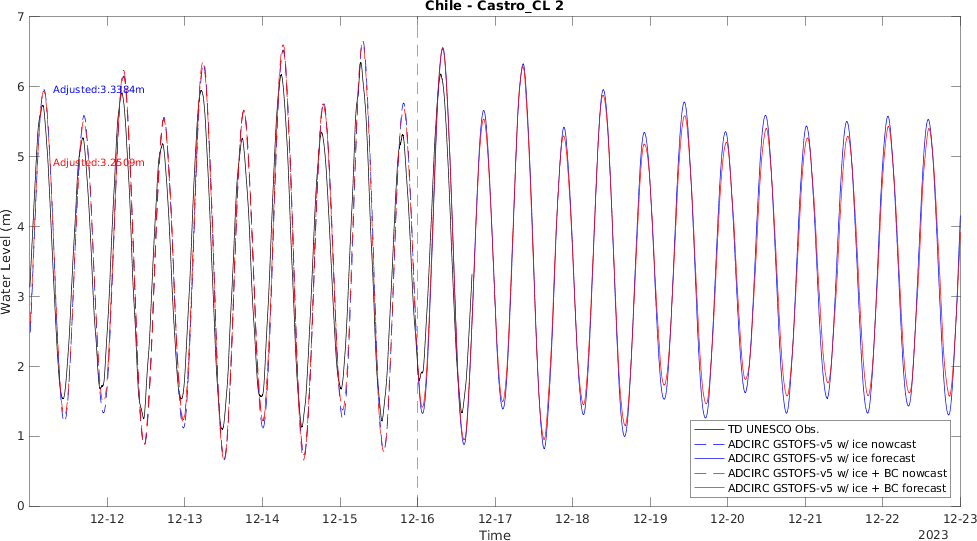 Chile - Castro_CL 2
7
6
5
4
3
2
1
0
Water Level (m)
Adjusted:3.3384m
Adjusted:3.2509m
TD UNESCO Obs.
ADCIRC GSTOFS-v5 w/ ice nowcast
ADCIRC GSTOFS-v5 w/ ice forecast
ADCIRC GSTOFS-v5 w/ ice + BC nowcast
ADCIRC GSTOFS-v5 w/ ice + BC forecast
12-12 12-13 12-14 12-15 12-16 12-17 12-18 12-19 12-20 12-21 12-22 12-23
Time
2023